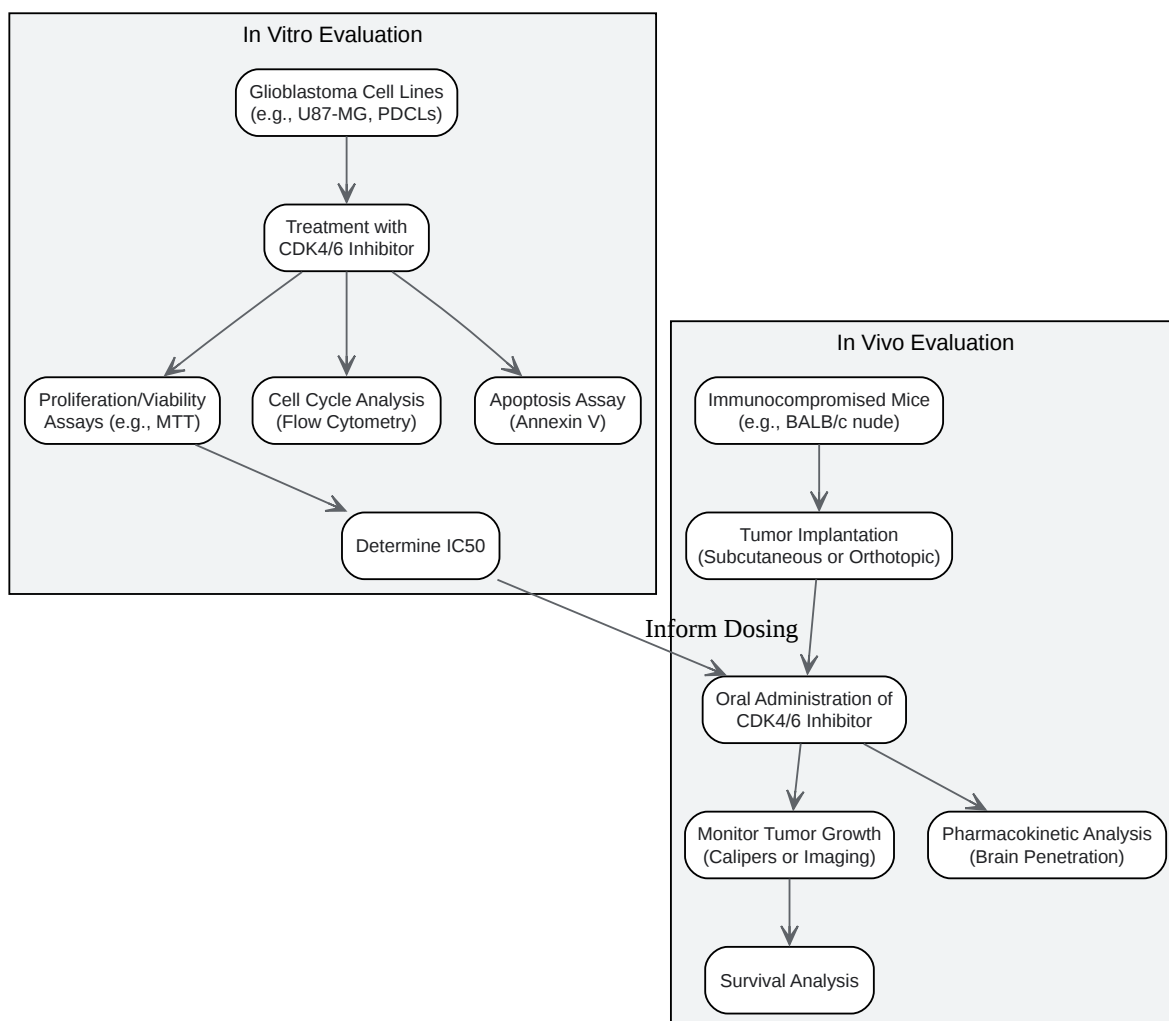 In Vitro Evaluation
Glioblastoma Cell Lines
(e.g., U87-MG, PDCLs)
Treatment with
CDK4/6 Inhibitor
Proliferation/Viability
Assays (e.g., MTT)
Cell Cycle Analysis
(Flow Cytometry)
Apoptosis Assay
(Annexin V)
Determine IC50
Inform Dosing
In Vivo Evaluation
Immunocompromised Mice
(e.g., BALB/c nude)
Tumor Implantation
(Subcutaneous or Orthotopic)
Oral Administration of
CDK4/6 Inhibitor
Monitor Tumor Growth
(Calipers or Imaging)
Pharmacokinetic Analysis
(Brain Penetration)
Survival Analysis